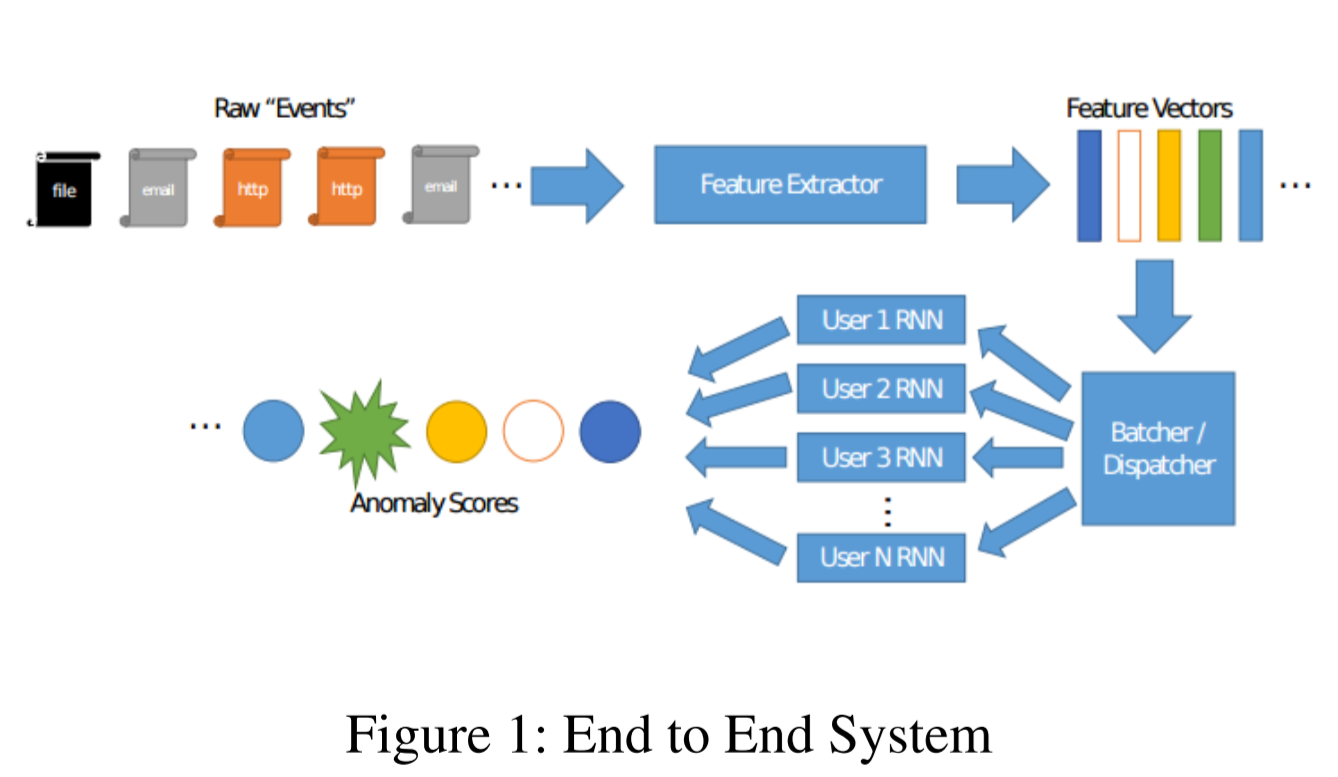 Raw “Events”
Feature Vectors
file
email
http
http
email
...
Feature Extractor
...
User 1 RNN
User 2 RNN
User 3 RNN
⋮
User N RNN
Batcher /
Dispatcher
...
Anomaly Scores
Figure 1: End to End System